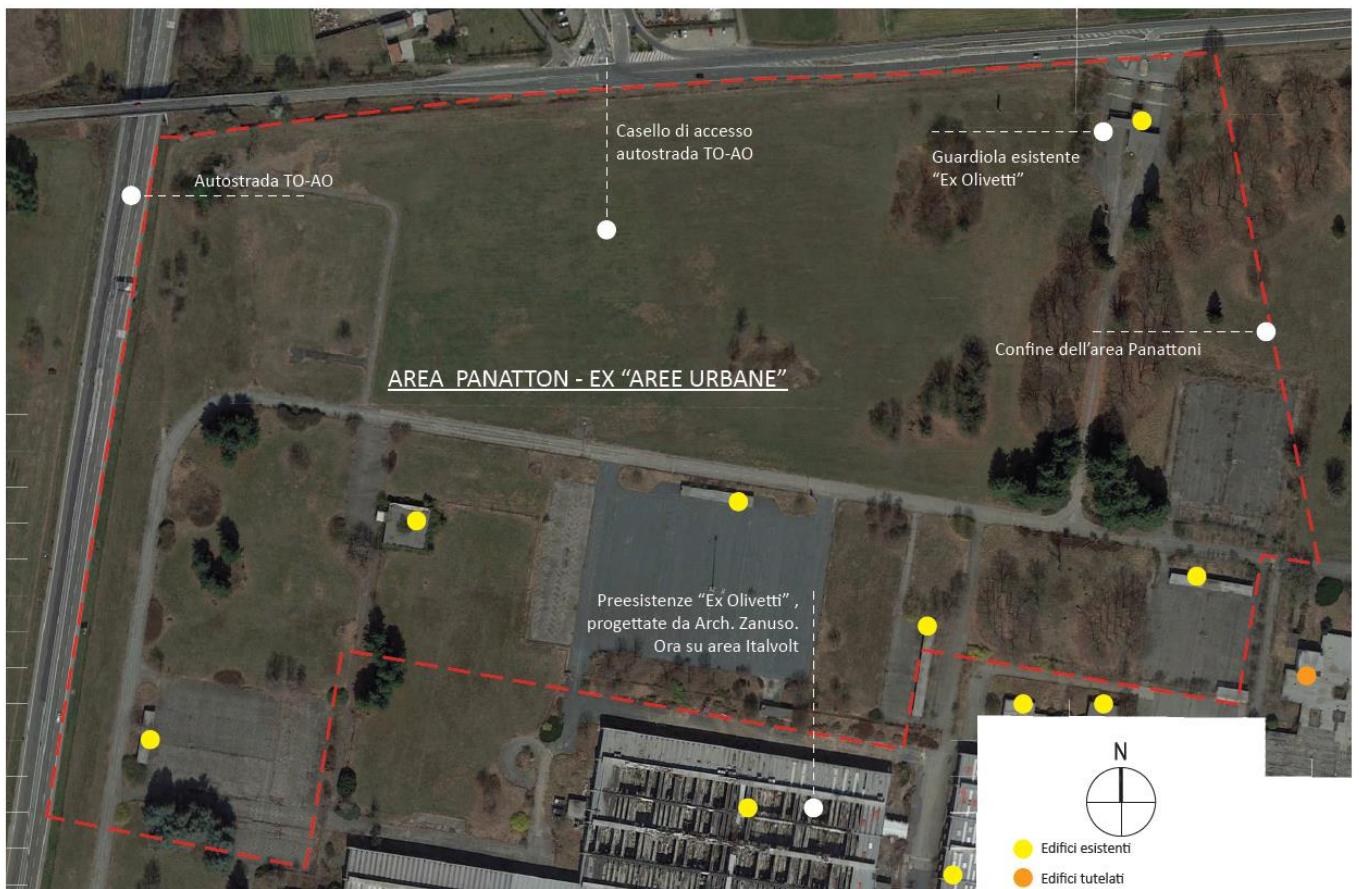 Casello di accesso
autostrada TO-AO
Guardiola esistente
“Ex Olivetti”
Autostrada TO-AO
Confine dell’area Panattoni
AREA PANATTON - EX “AREE URBANE”
Preesistenze “Ex Olivetti” ,
progettate da Arch. Zanuso.
Ora su area Italvolt
N
Edifici esistenti
Edifici tutelati